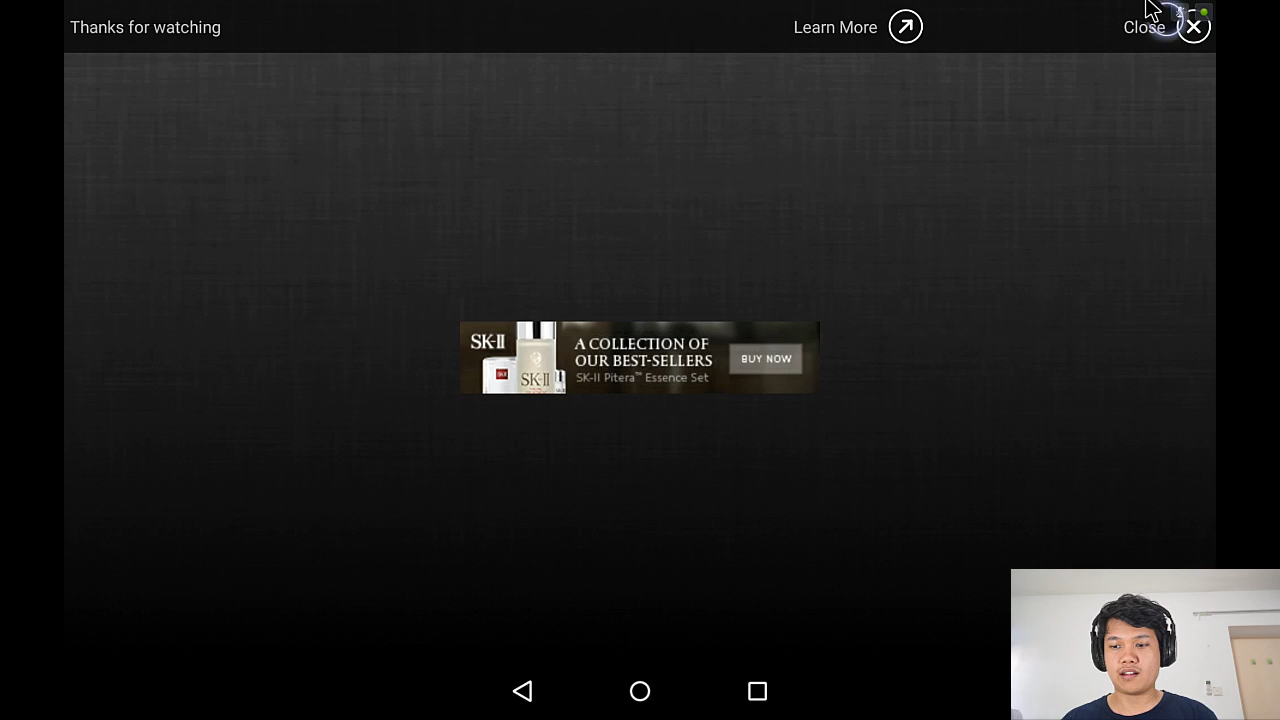 Thanks for watching
Learn More
Close
SK-II
A COLLECTION OF
OUR BEST-SELLERS
SK-II Pitera™ Essence Set
BUY NOW
SK-II